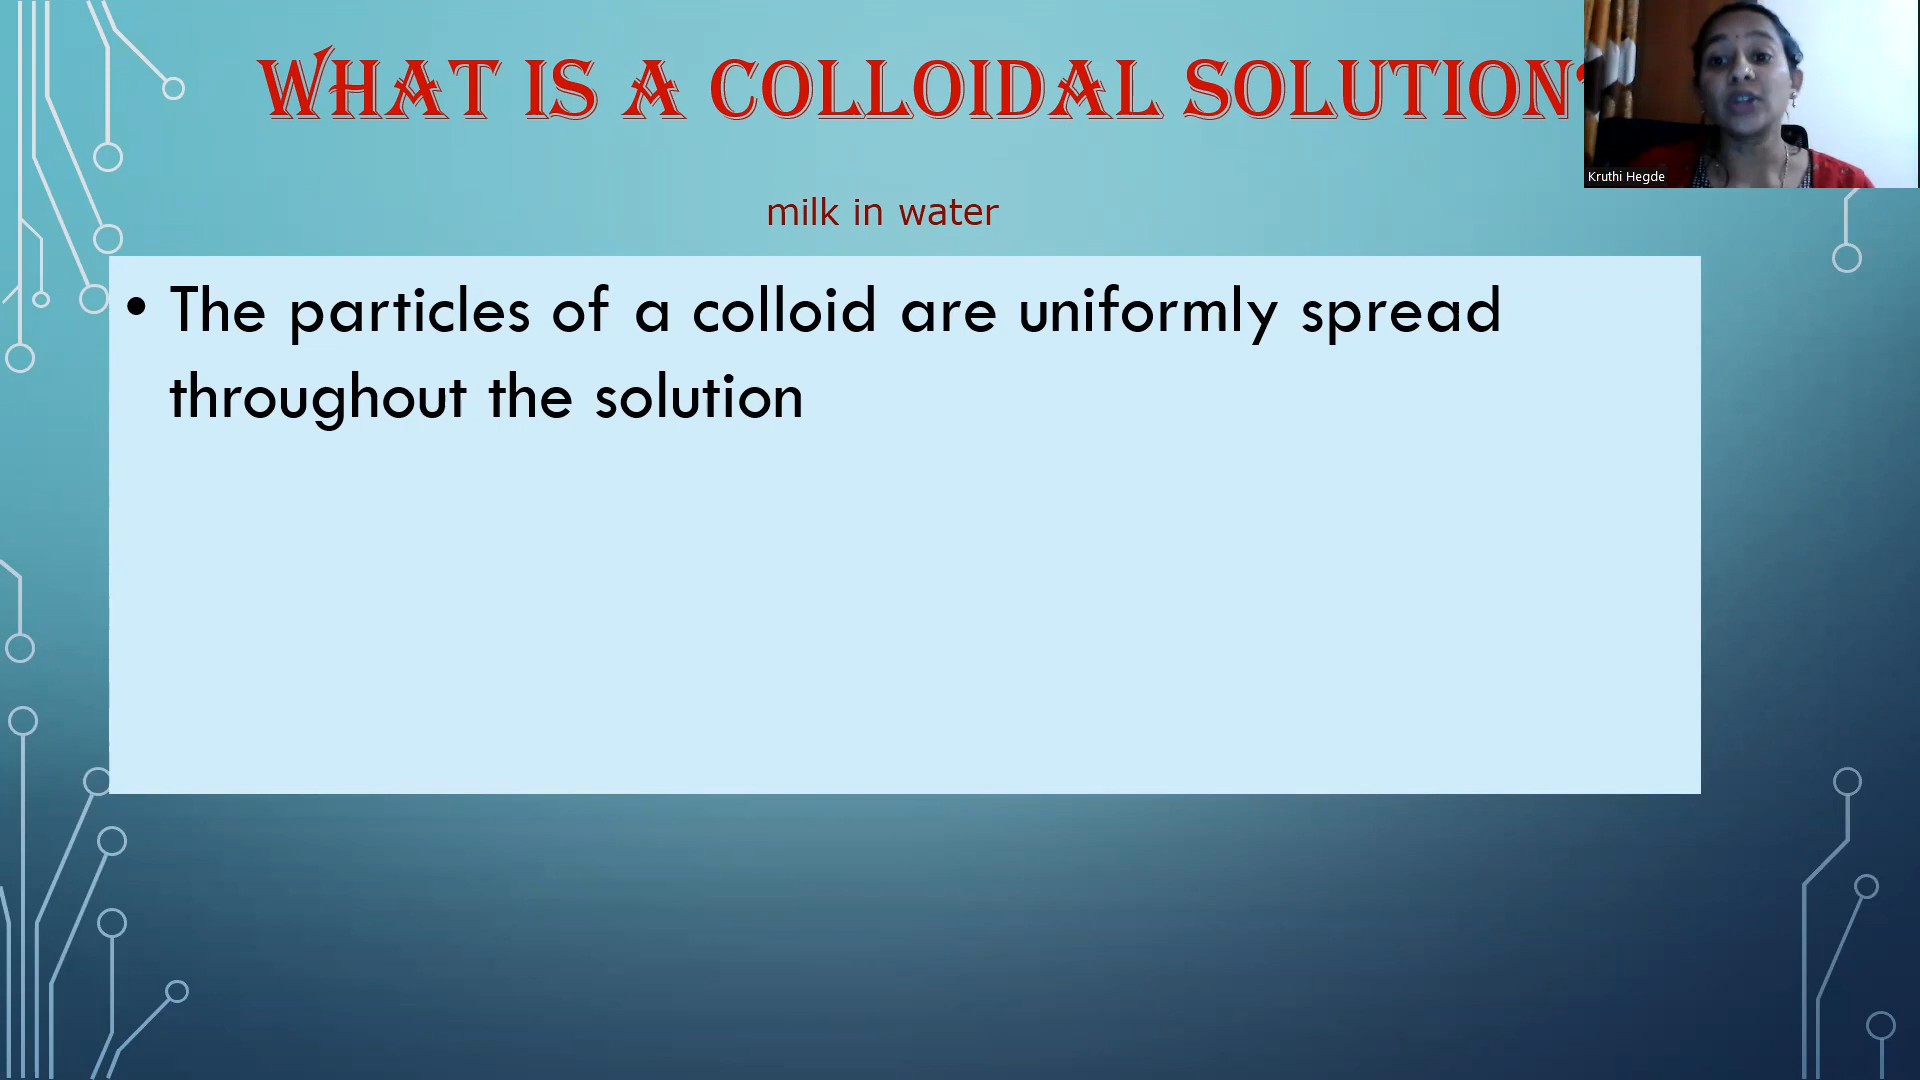 WHAT IS A COLLOIDAL SOLUTION?
Kruthi Hegde
milk in water
• The particles of a colloid are uniformly spread
throughout the solution